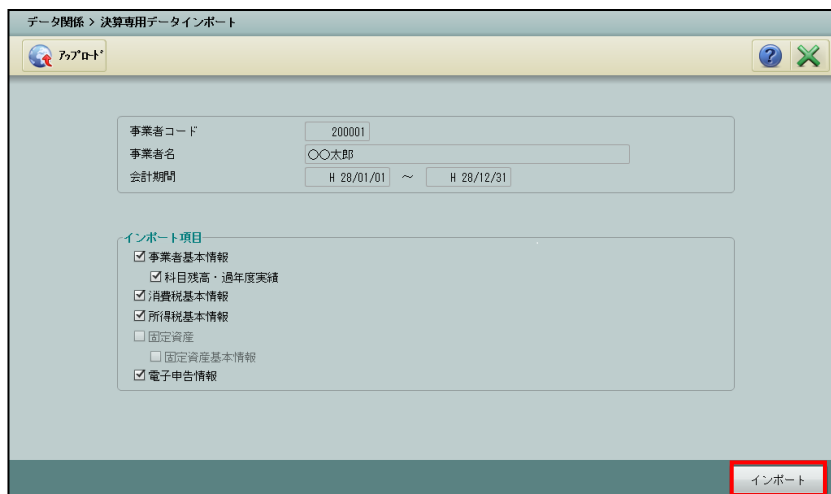 データ関係 > 決算専用データインポート
アップロード
?
事業者コード 200001
事業者名 〇〇太郎
会計期間 H 28/01/01 ～ H 28/12/31
インポート項目
事業者基本情報
科目残高・過年度実績
消費税基本情報
所得税基本情報
固定資産
固定資産基本情報
電子申告情報
インポート